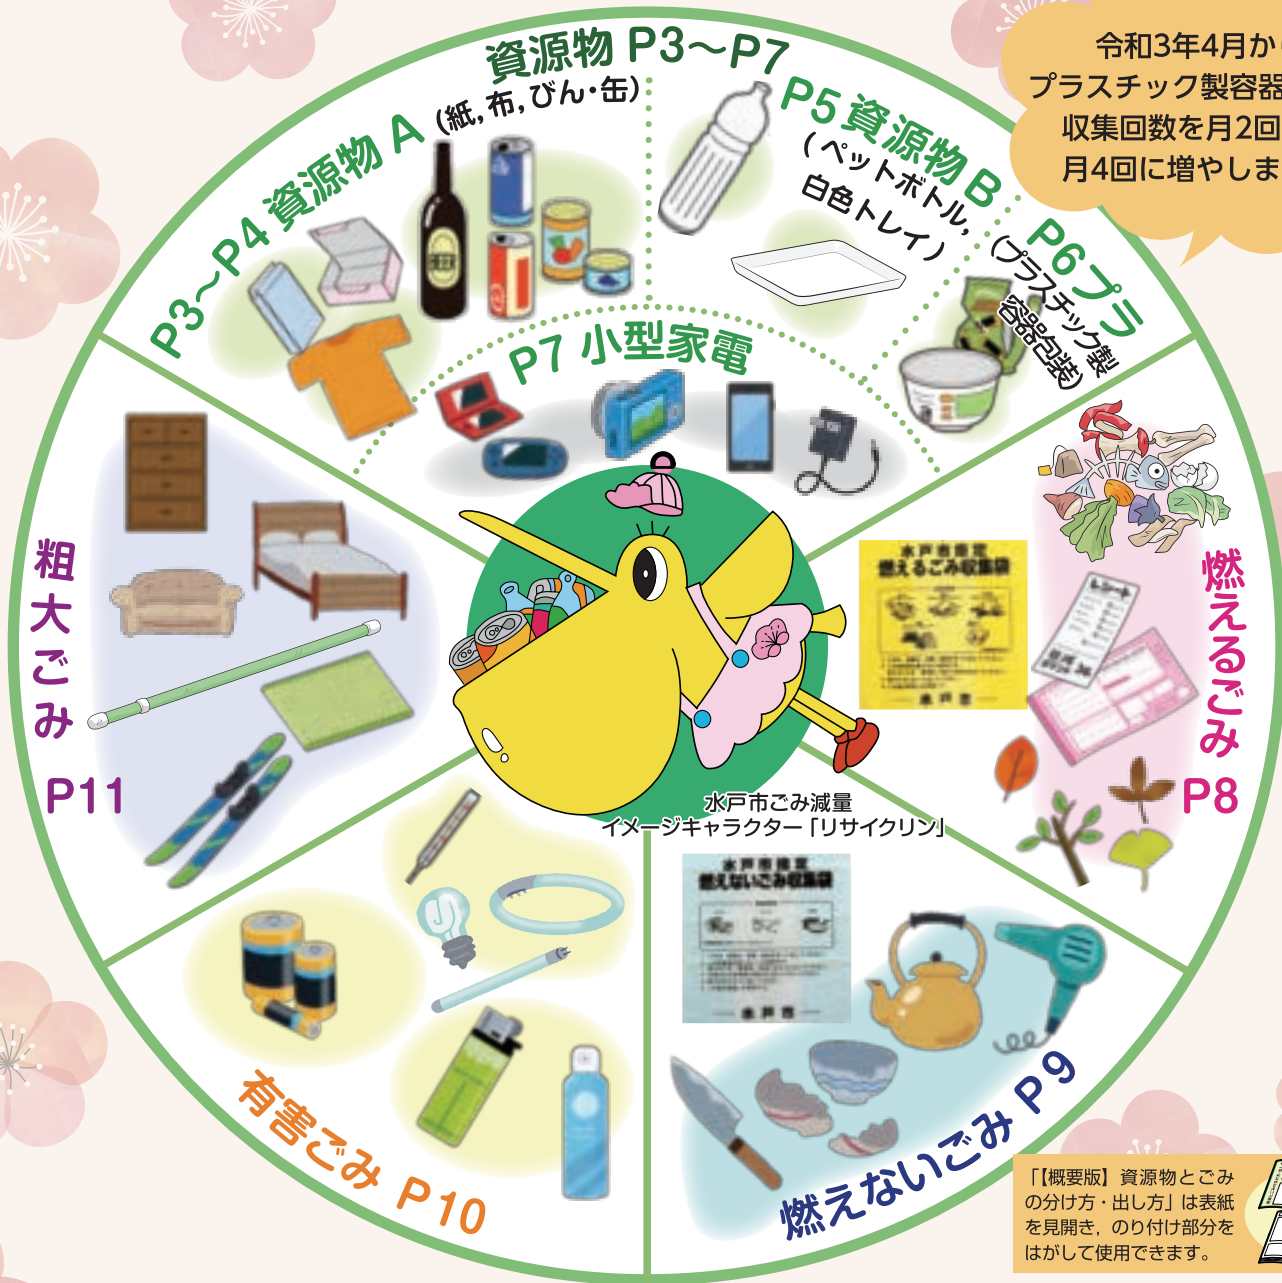 資源物 P3～P7
P3～P4 資源物 A (紙, 布, びん・缶)
P5 資源物 B
(ペットボトル,
白色トレイ)
P6 プラ
(プラスチック製
容器包装)
令和3年4月か
プラスチック製容器
収集回数を月2回
月4回に増やしま
P7 小型家電
粗大ごみ P11
水戸市指定
燃えるごみ収集袋
水戸市
レシート
燃えるごみ
P8
水戸市ごみ減量
イメージキャラクター「リサイクリン」
水戸市指定
燃えないごみ収集袋
水戸市
BEER
有害ごみ P10
燃えないごみ P9
「【概要版】資源物とごみ
の分け方・出し方」は表紙
を見開き，のり付け部分を
はがして使用できます。